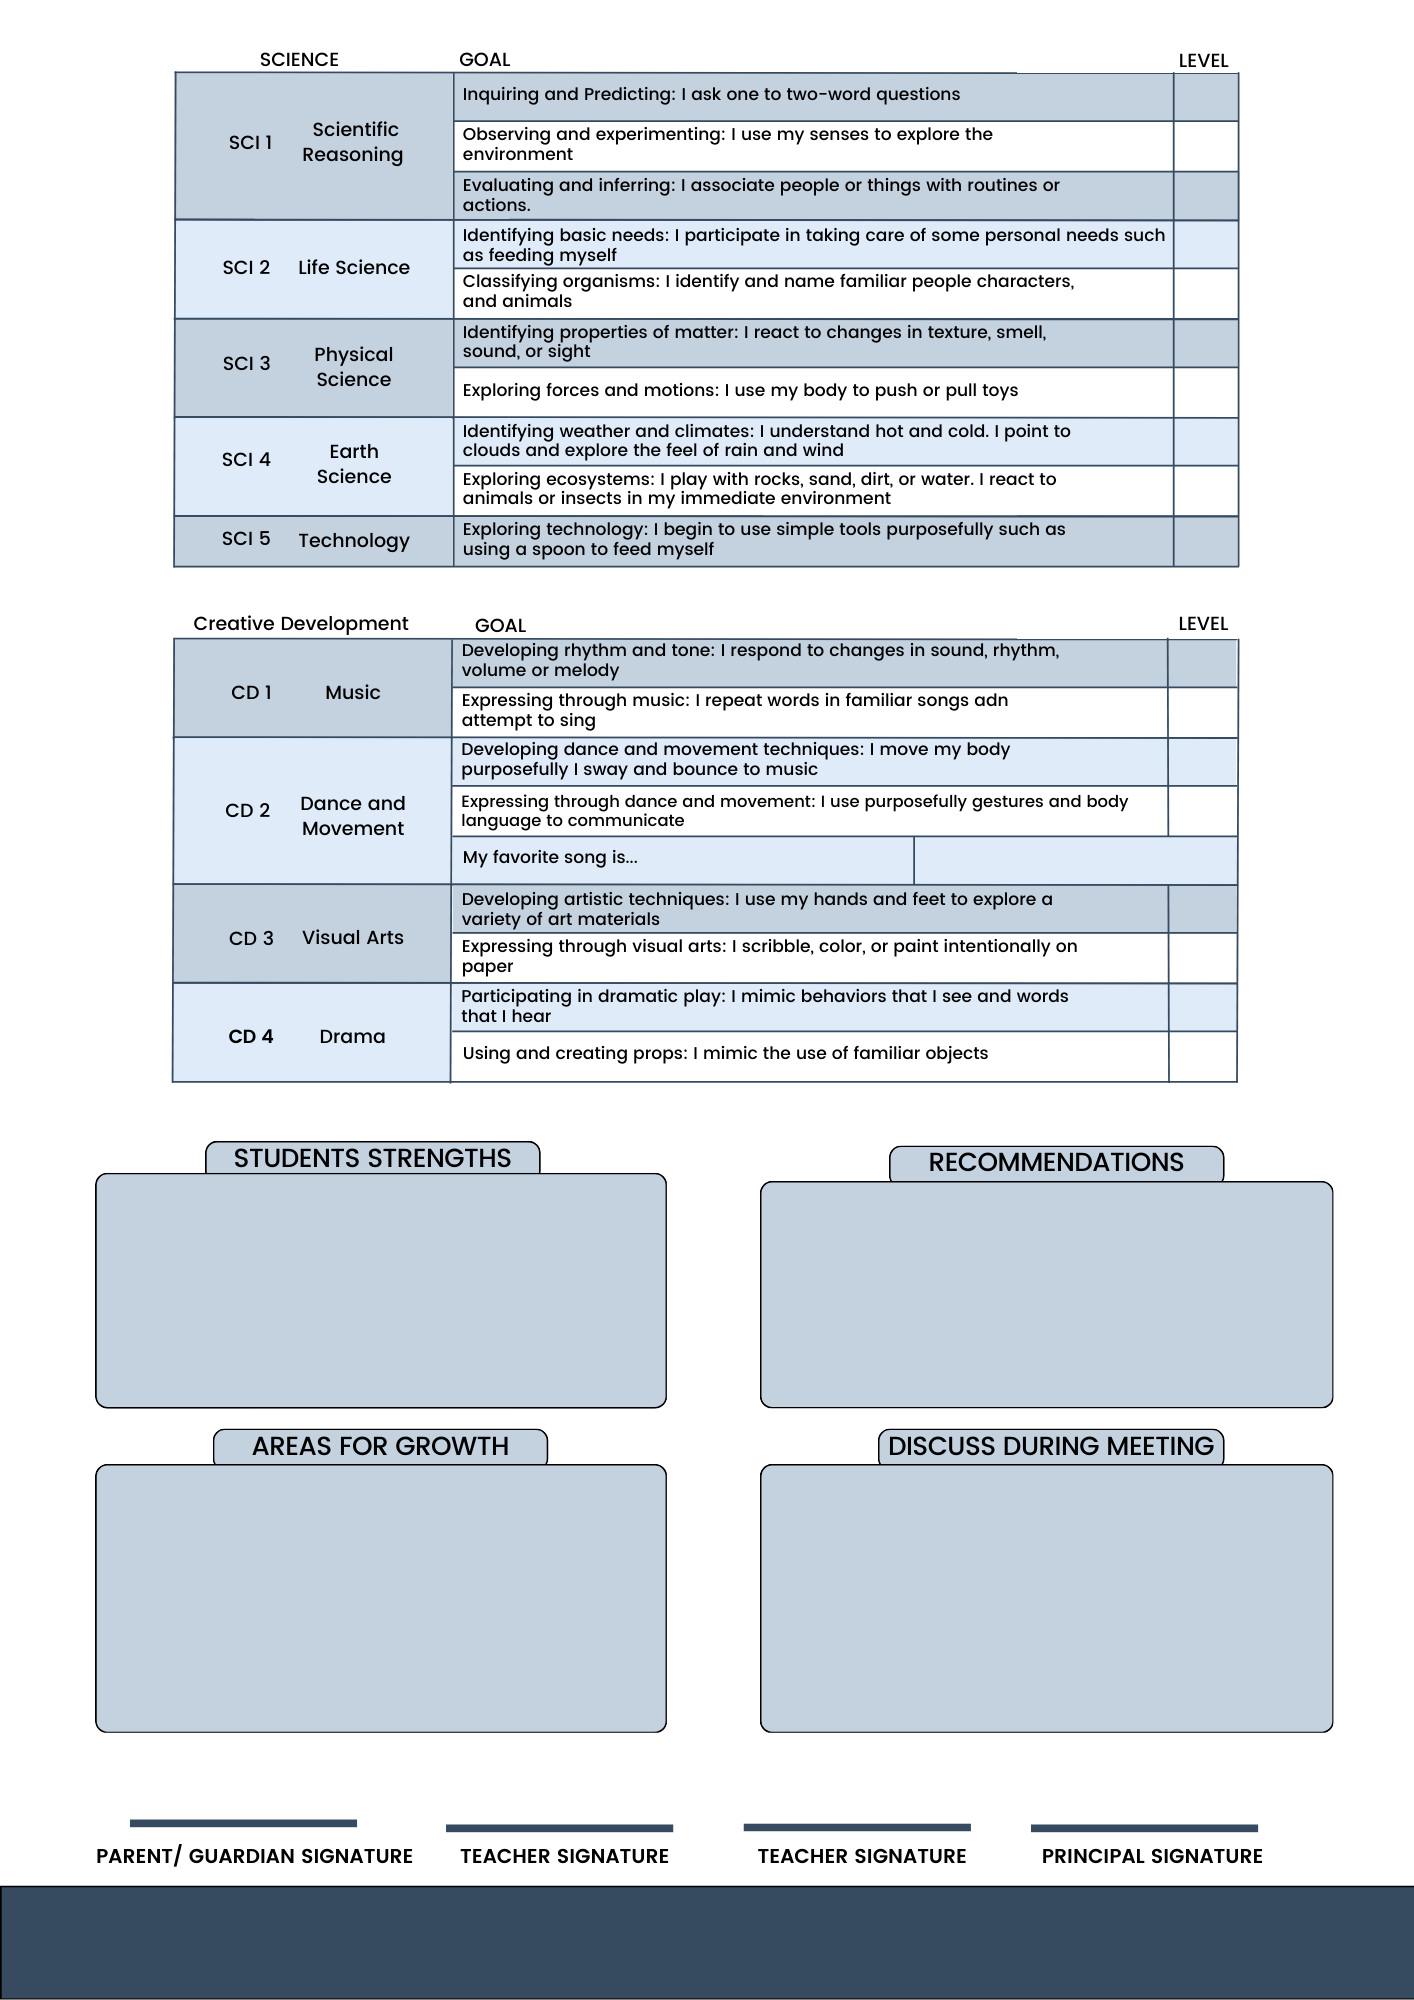 SCIENCE GOAL LEVEL
SCI 1 Scientific
Reasoning
Inquiring and Predicting: I ask one to two-word questions
Observing and experimenting: I use my senses to explore the
environment
Evaluating and inferring: I associate people or things with routines or
actions.
SCI 2 Life Science
Identifying basic needs: I participate in taking care of some personal needs such
as feeding myself
Classifying organisms: I identify and name familiar people characters,
and animals
SCI 3 Physical
Science
Identifying properties of matter: I react to changes in texture, smell,
sound, or sight
Exploring forces and motions: I use my body to push or pull toys
SCI 4 Earth
Science
Identifying weather and climates: I understand hot and cold. I point to
clouds and explore the feel of rain and wind
Exploring ecosystems: I play with rocks, sand, dirt, or water. I react to
animals or insects in my immediate environment
SCI 5 Technology
Exploring technology: I begin to use simple tools purposefully such as
using a spoon to feed myself
Creative Development GOAL LEVEL
CD 1 Music
Developing rhythm and tone: I respond to changes in sound, rhythm,
volume or melody
Expressing through music: I repeat words in familiar songs adn
attempt to sing
CD 2 Dance and
Movement
Developing dance and movement techniques: I move my body
purposefully I sway and bounce to music
Expressing through dance and movement: I use purposefully gestures and body
language to communicate
My favorite song is...
CD 3 Visual Arts
Developing artistic techniques: I use my hands and feet to explore a
variety of art materials
Expressing through visual arts: I scribble, color, or paint intentionally on
paper
CD 4 Drama
Participating in dramatic play: I mimic behaviors that I see and words
that I hear
Using and creating props: I mimic the use of familiar objects
STUDENTS STRENGTHS
RECOMMENDATIONS
AREAS FOR GROWTH
DISCUSS DURING MEETING
PARENT/ GUARDIAN SIGNATURE TEACHER SIGNATURE TEACHER SIGNATURE PRINCIPAL SIGNATURE